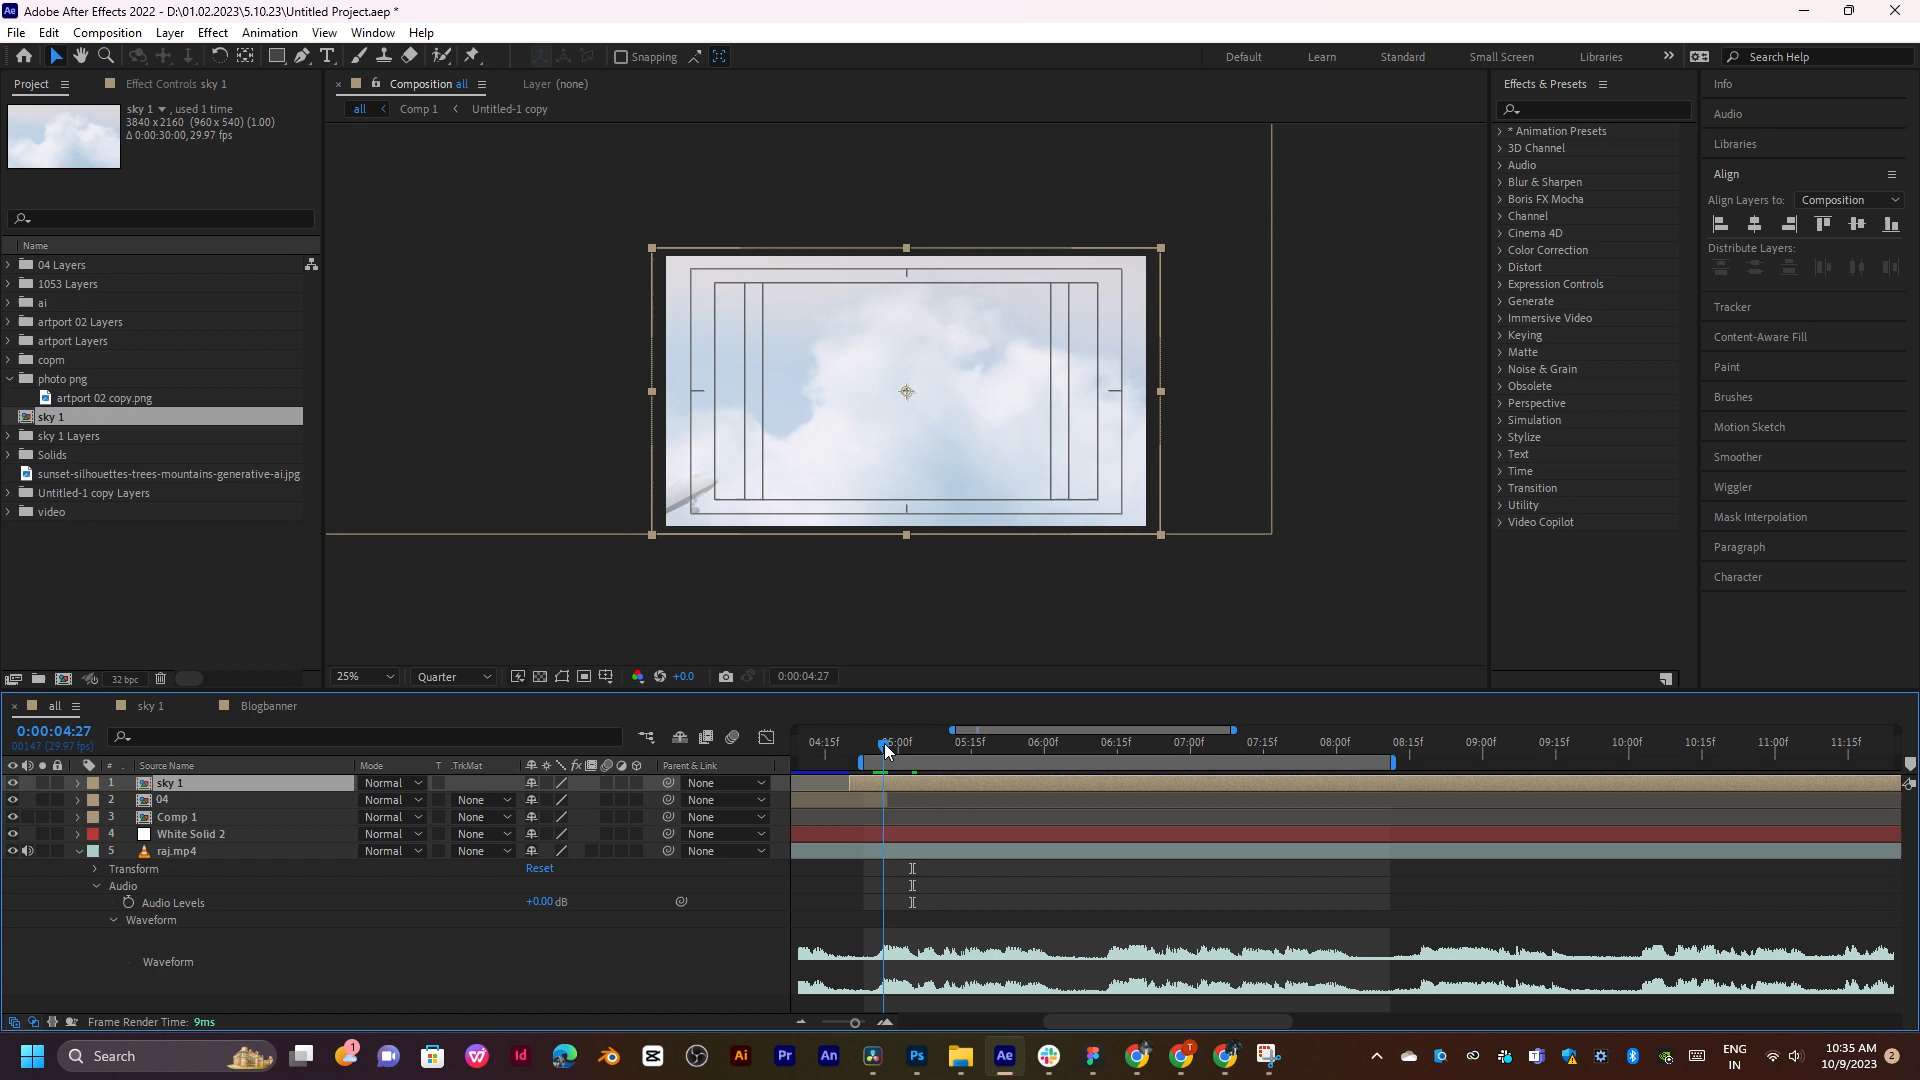 Adobe After Effects 2022 - D:\01.02.2023\5.10.23\Untitled Project.aep *
File Edit Composition Layer Effect Animation View Window Help
Snapping Default Learn Standard Small Screen Libraries Search Help
Project Effect Controls sky 1
sky 1 , used 1 time
3840 x 2160 (960 x 540) (1.00)
Δ 0:00:30:00, 29.97 fps
Name
04 Layers
1053 Layers
ai
artport 02 Layers
artport Layers
copm
photo png
artport 02 copy.png
sky 1
sky 1 Layers
Solids
sunset-silhouettes-trees-mountains-generative-ai.jpg
Untitled-1 copy Layers
video
32 bpc
Composition all Layer (none)
all Comp 1 Untitled-1 copy
25% Quarter +0.0 0:00:04:27
Effects & Presets
* Animation Presets
3D Channel
Audio
Blur & Sharpen
Boris FX Mocha
Channel
Cinema 4D
Color Correction
Distort
Expression Controls
Generate
Immersive Video
Keying
Matte
Noise & Grain
Obsolete
Perspective
Simulation
Stylize
Text
Time
Transition
Utility
Video Copilot
Info
Audio
Libraries
Align
Align Layers to: Composition
Distribute Layers:
Tracker
Content-Aware Fill
Paint
Brushes
Motion Sketch
Smoother
Wiggler
Mask Interpolation
Paragraph
Character
all sky 1 Blogbanner
0:00:04:27
00147 (29.97 fps)
04:15f 05:00f 05:15f 06:00f 06:15f 07:00f 07:15f 08:00f 08:15f 09:00f 09:15f 10:00f 10:15f 11:00f 11:15f
# Source Name Mode T .TrkMat Parent & Link
1 sky 1 Normal None
2 04 Normal None None
3 Comp 1 Normal None None
4 White Solid 2 Normal None None
5 raj.mp4 Normal None None
Transform Reset
Audio
Audio Levels +0.00 dB
Waveform
Waveform
Frame Render Time: 9ms
Search
1
ENG
IN
10:35 AM
10/9/2023
2